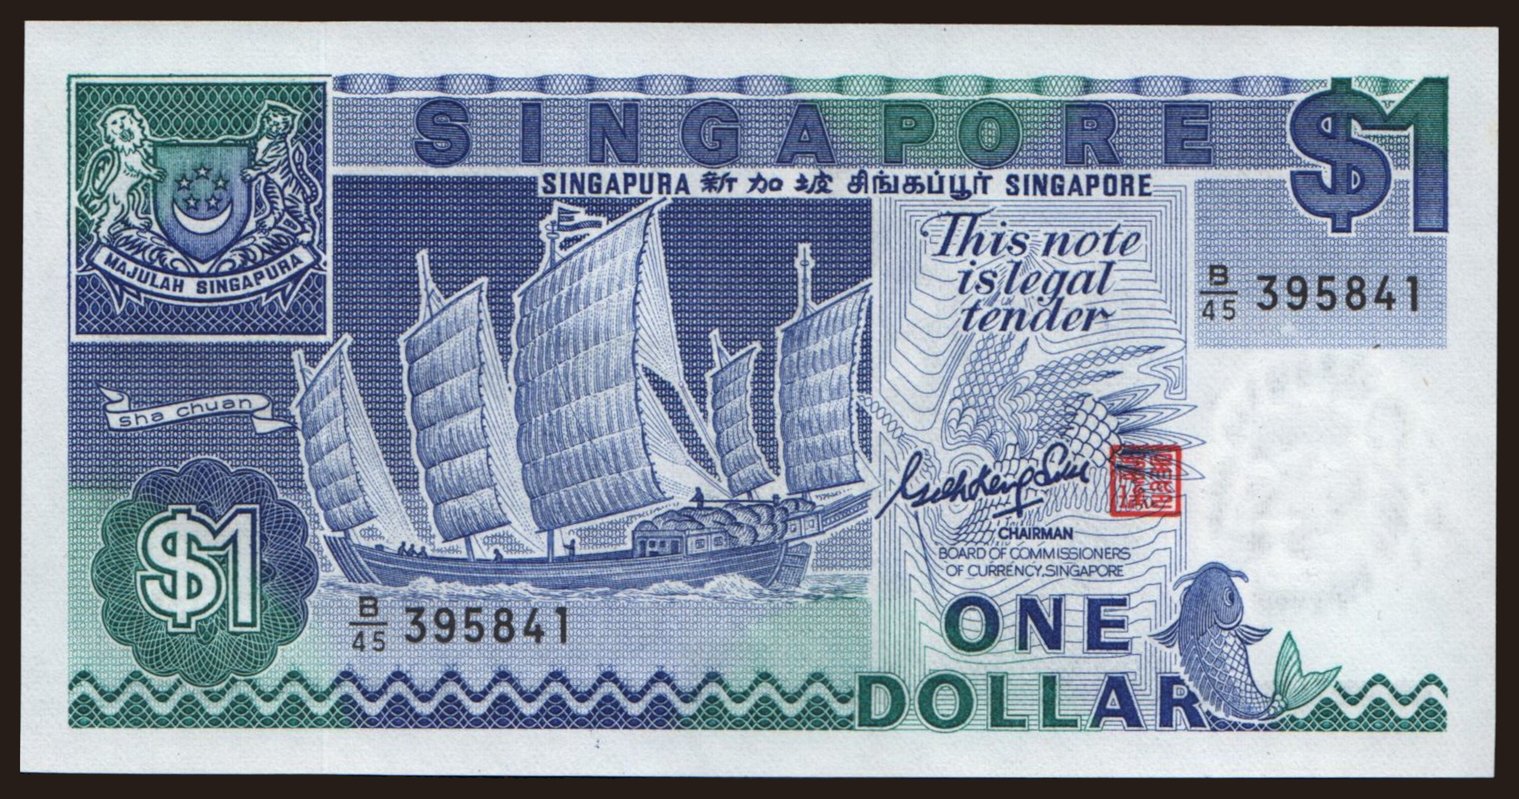 SINGAPORE
$1
SINGAPURA 新加坡 சிங்கப்பூர் SINGAPORE
MAJULAH SINGAPURA
This note
is legal
tender
B/45 395841
sha chuan
CHAIRMAN
BOARD OF COMMISSIONERS
OF CURRENCY, SINGAPORE
$1
B/45 395841
ONE
DOLLAR